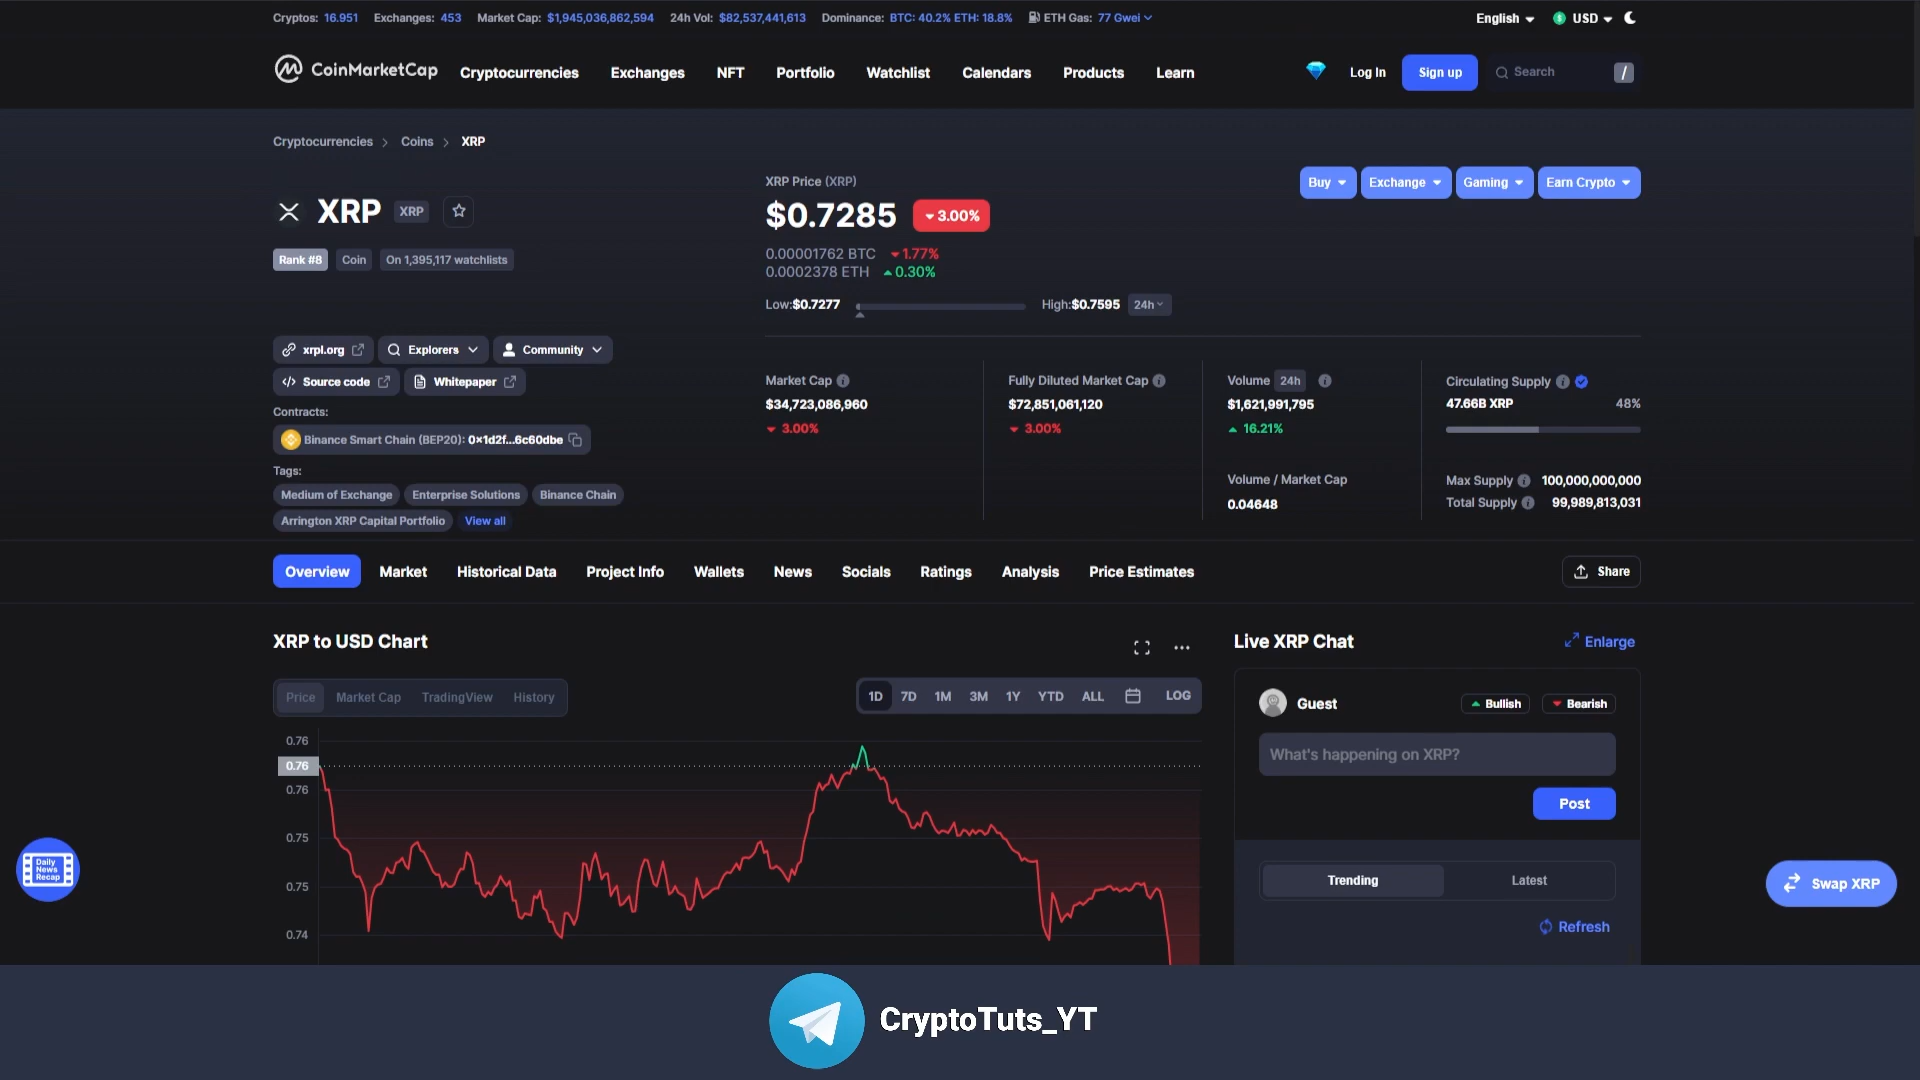 Cryptos: 16.951 Exchanges: 453 Market Cap: $1,945,036,862,594 24h Vol: $82,537,441,613 Dominance: BTC: 40.2% ETH: 18.8% ETH Gas: 77 Gwei English USD
CoinMarketCap Cryptocurrencies Exchanges NFT Portfolio Watchlist Calendars Products Learn Log In Sign up Search /
Cryptocurrencies Coins XRP
XRP Price (XRP)
Buy Exchange Gaming Earn Crypto
XRP XRP
$0.7285 3.00%
Rank #8 Coin On 1,395,117 watchlists
0.00001762 BTC 1.77%
0.0002378 ETH 0.30%
Low:$0.7277 High:$0.7595 24h
xrpl.org Explorers Community
Source code Whitepaper
Contracts:
Binance Smart Chain (BEP20): 0x1d2f...6c60dbe
Tags:
Medium of Exchange Enterprise Solutions Binance Chain
Arrington XRP Capital Portfolio View all
Market Cap
$34,723,086,960
3.00%
Fully Diluted Market Cap
$72,851,061,120
3.00%
Volume 24h
$1,621,991,795
16.21%
Volume / Market Cap
0.04648
Circulating Supply
47.66B XRP 48%
Max Supply 100,000,000,000
Total Supply 99,989,813,031
Overview Market Historical Data Project Info Wallets News Socials Ratings Analysis Price Estimates Share
XRP to USD Chart
Price Market Cap TradingView History 1D 7D 1M 3M 1Y YTD ALL LOG
0.76
0.76
0.76
0.75
0.75
0.74
Live XRP Chat Enlarge
Guest Bullish Bearish
What's happening on XRP?
Post
Trending Latest
Refresh
Daily
News
Recap
Swap XRP
CryptoTuts_YT